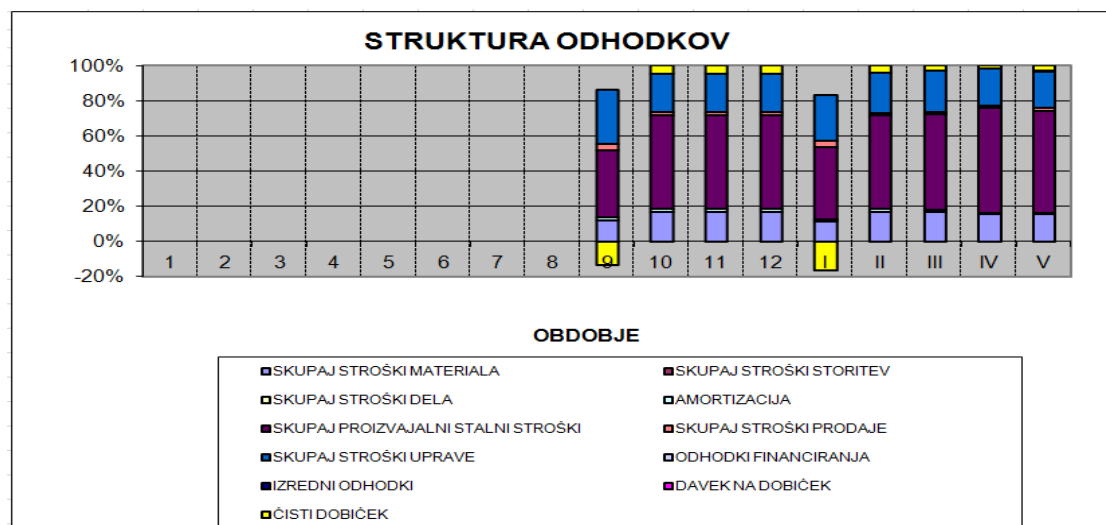 STRUKTURA ODHODKOV
100%
80%
60%
40%
20%
0%
-20%
1 2 3 4 5 6 7 8 9 10 11 12 I II III IV V
OBDOBJE
SKUPAJ STROŠKI MATERIALA SKUPAJ STROŠKI STORITEV
SKUPAJ STROŠKI DELA AMORTIZACIJA
SKUPAJ PROIZVAJALNI STALNI STROŠKI SKUPAJ STROŠKI PRODAJE
SKUPAJ STROŠKI UPRAVE ODHODKI FINANCIRANJA
IZREDNI ODHODKI DAVEK NA DOBIČEK
ČISTI DOBIČEK